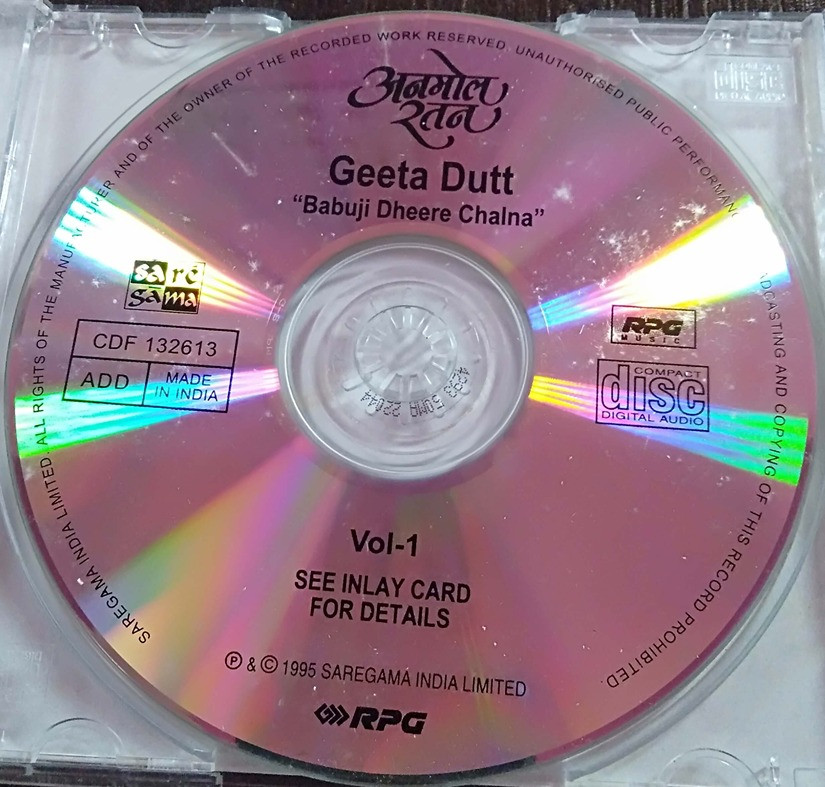 SAREGAMA INDIA LIMITED. ALL RIGHTS OF THE MANUFACTURER AND OF THE OWNER OF THE RECORDED WORK RESERVED UNAUTHORISED PUBLIC PERFORMANCE BROADCASTING AND COPYING OF THIS RECORD PROHIBITED.
अनमोल
रतन
Geeta Dutt
“Babuji Dheere Chalna”
sa re
ga ma
CDF 132613
ADD
MADE
IN INDIA
RPG
MUSIC
COMPACT
disc
DIGITAL AUDIO
Vol-1
SEE INLAY CARD
FOR DETAILS
Ⓟ & © 1995 SAREGAMA INDIA LIMITED
RPG